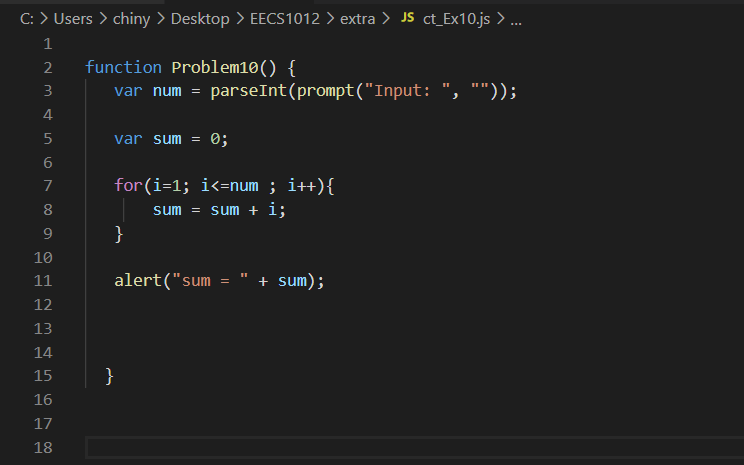 C: > Users > chiny > Desktop > EECS1012 > extra > JS ct_Ex10.js > ...
1
2 function Problem10() {
3 var num = parseInt(prompt("Input: ", ""));
4
5 var sum = 0;
6
7 for(i=1; i<=num ; i++){
8 sum = sum + i;
9 }
10
11 alert("sum = " + sum);
12
13
14
15 }
16
17
18